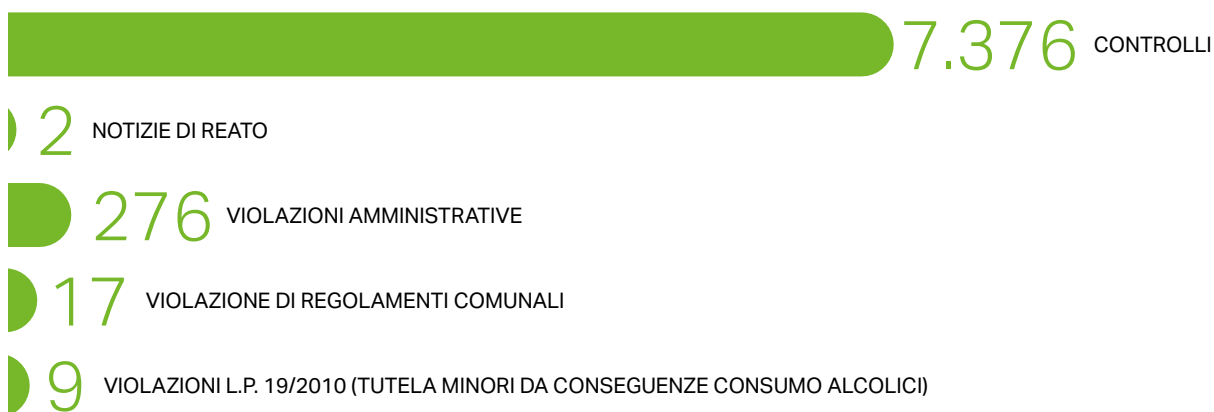 7.376 CONTROLLI
2 NOTIZIE DI REATO
276 VIOLAZIONI AMMINISTRATIVE
17 VIOLAZIONE DI REGOLAMENTI COMUNALI
9 VIOLAZIONI L.P. 19/2010 (TUTELA MINORI DA CONSEGUENZE CONSUMO ALCOLICI)